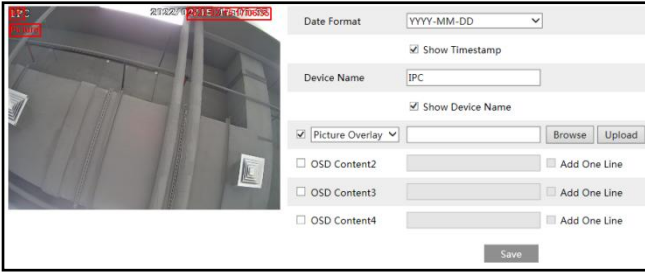 IPC
Date Format YYYY-MM-DD
Show Timestamp
Device Name IPC
Show Device Name
Picture Overlay Browse Upload
OSD Content2 Add One Line
OSD Content3 Add One Line
OSD Content4 Add One Line
Save